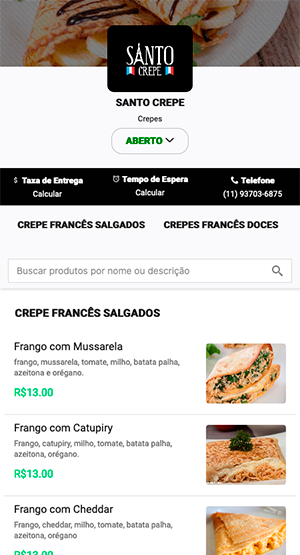 SANTO
CREPE
SANTO CREPE
Crepes
ABERTO
$ Taxa de Entrega
Calcular
Tempo de Espera
Calcular
Telefone
(11) 93703-6875
CREPE FRANCÊS SALGADOS
CREPES FRANCÊS DOCES
Buscar produtos por nome ou descrição
CREPE FRANCÊS SALGADOS
Frango com Mussarela
frango, mussarela, tomate, milho, batata palha,
azeitona e orégano.
R$13.00
Frango com Catupiry
Frango, catupiry, milho, tomate, batata palha,
azeitona, orégano.
R$13.00
Frango com Cheddar
Frango, cheddar, milho, tomate, batata palha,
azeitona, orégano
R$13.00